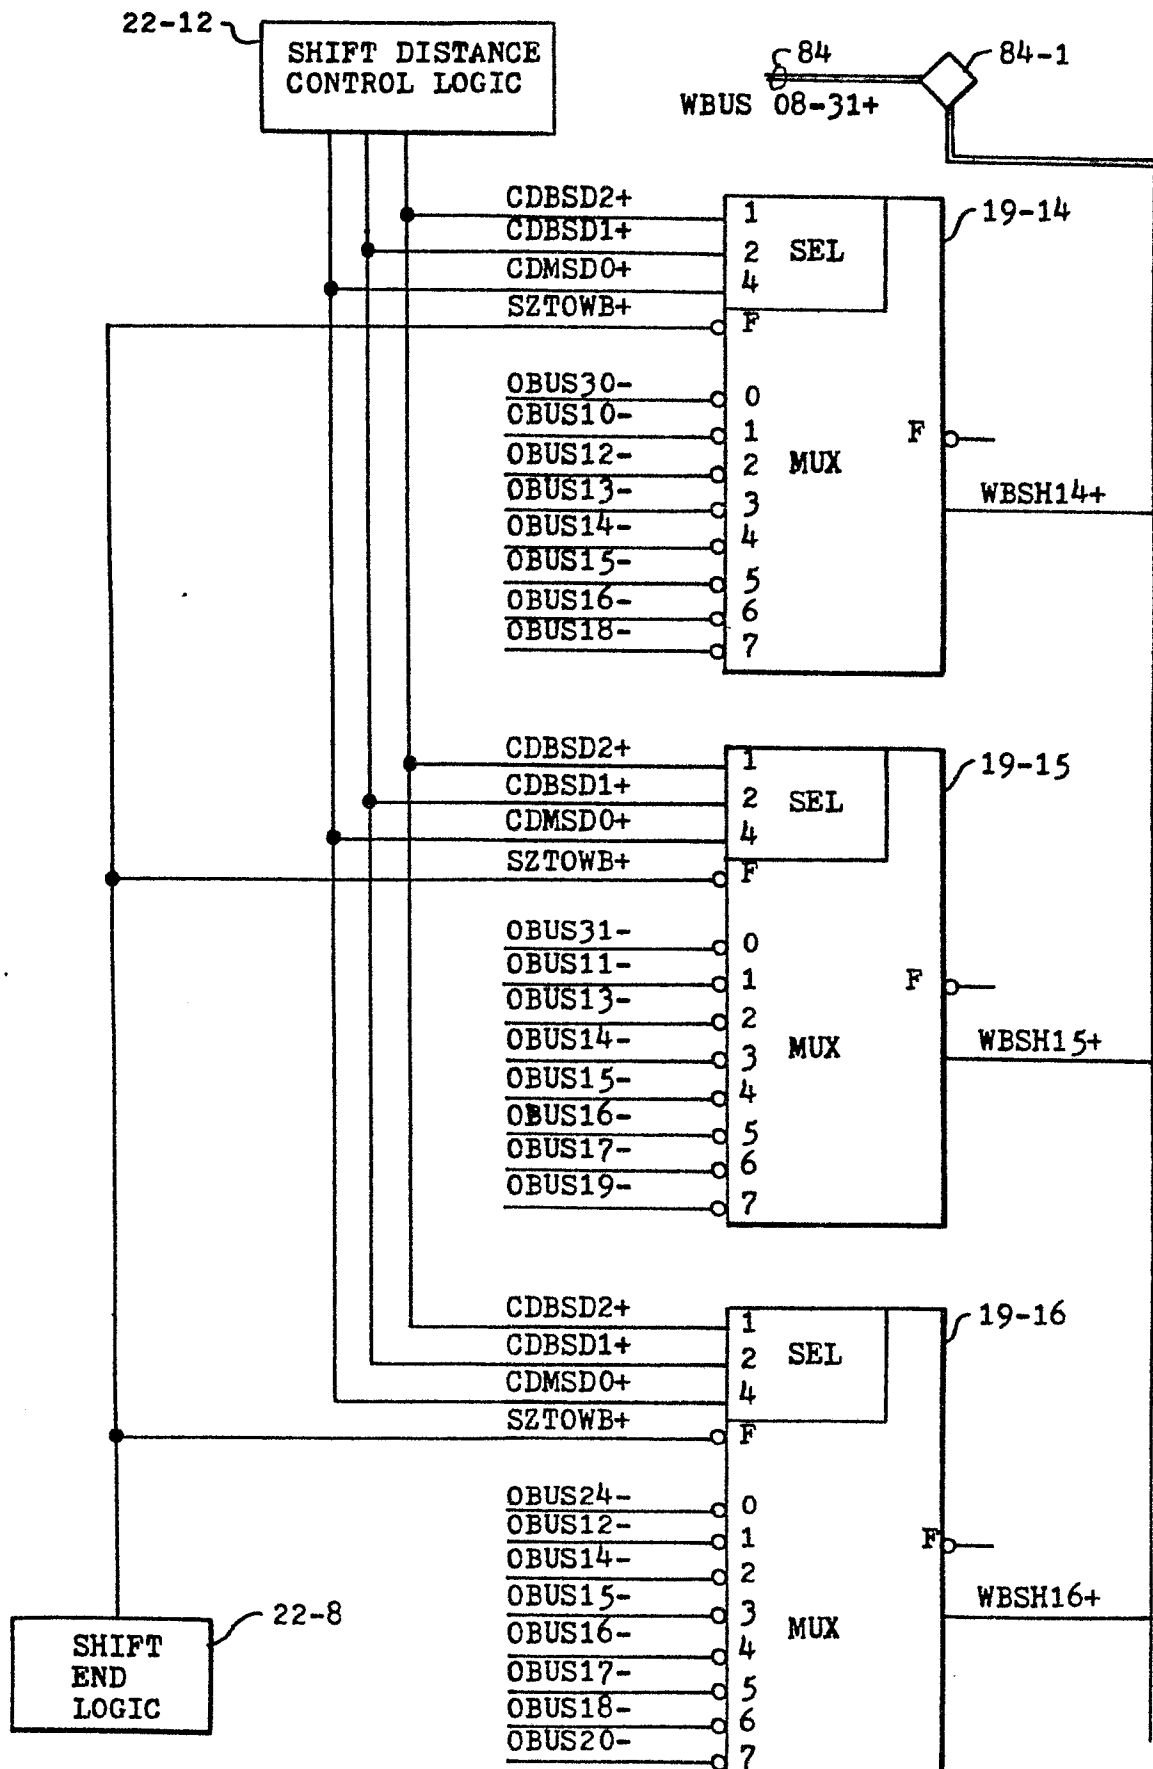 22-12
SHIFT DISTANCE
CONTROL LOGIC
84
84-1
WBUS 08-31+
CDBSD2+
1
19-14
CDBSD1+
2
SEL
CDMSD0+
4
SZTOWB+
F
OBUS30-
0
OBUS10-
1
F
OBUS12-
2
MUX
OBUS13-
3
WBSH14+
OBUS14-
4
OBUS15-
5
OBUS16-
6
OBUS18-
7
CDBSD2+
1
19-15
CDBSD1+
2
SEL
CDMSD0+
4
SZTOWB+
F
OBUS31-
0
OBUS11-
1
F
OBUS13-
2
OBUS14-
3
MUX
WBSH15+
OBUS15-
4
OBUS16-
5
OBUS17-
6
OBUS19-
7
CDBSD2+
1
19-16
CDBSD1+
2
SEL
CDMSD0+
4
SZTOWB+
F
OBUS24-
0
OBUS12-
1
F
OBUS14-
2
OBUS15-
3
MUX
WBSH16+
OBUS16-
4
OBUS17-
5
OBUS18-
6
OBUS20-
7
22-8
SHIFT
END
LOGIC